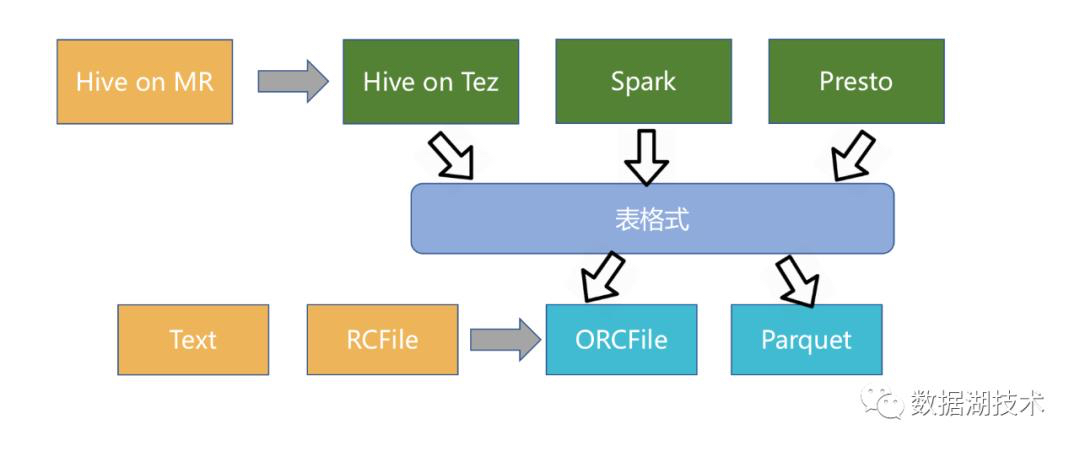 Hive on MR
Hive on Tez
Spark
Presto
表格式
Text
RCFile
ORCFile
Parquet
数据湖技术